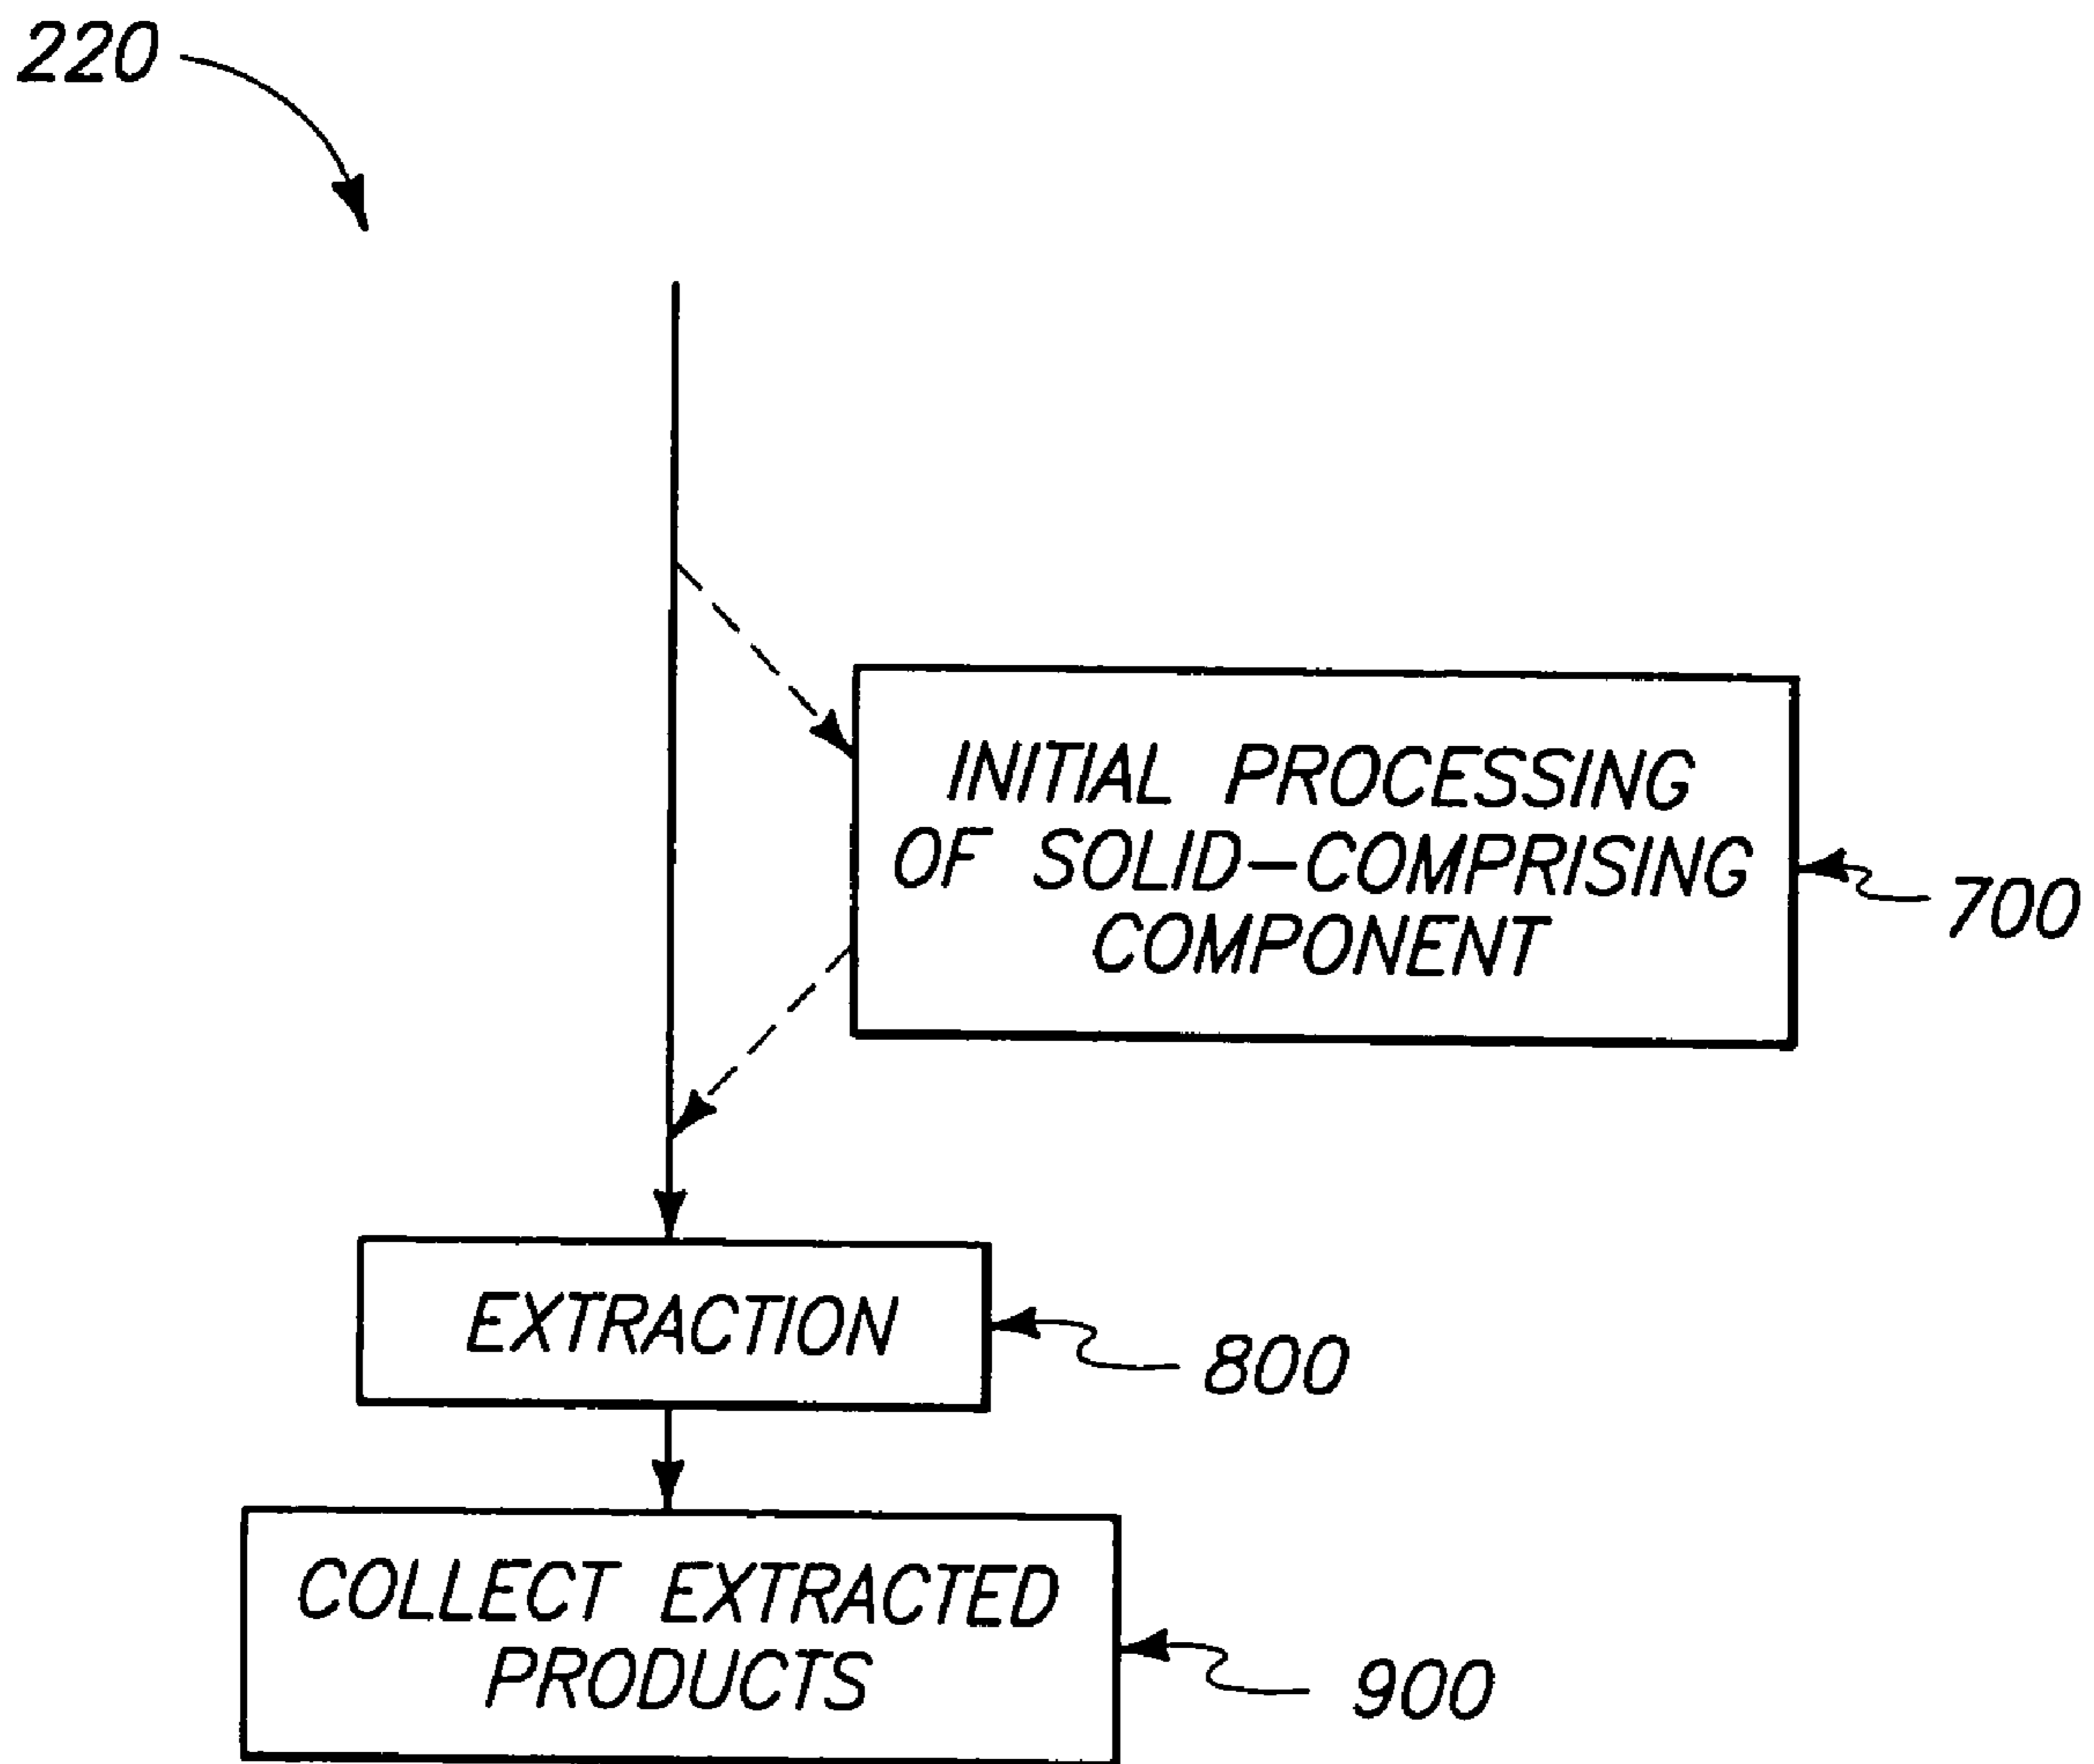 220
INITIAL PROCESSING
OF SOLID-COMPRISING
COMPONENT
700
EXTRACTION
800
COLLECT EXTRACTED
PRODUCTS
900